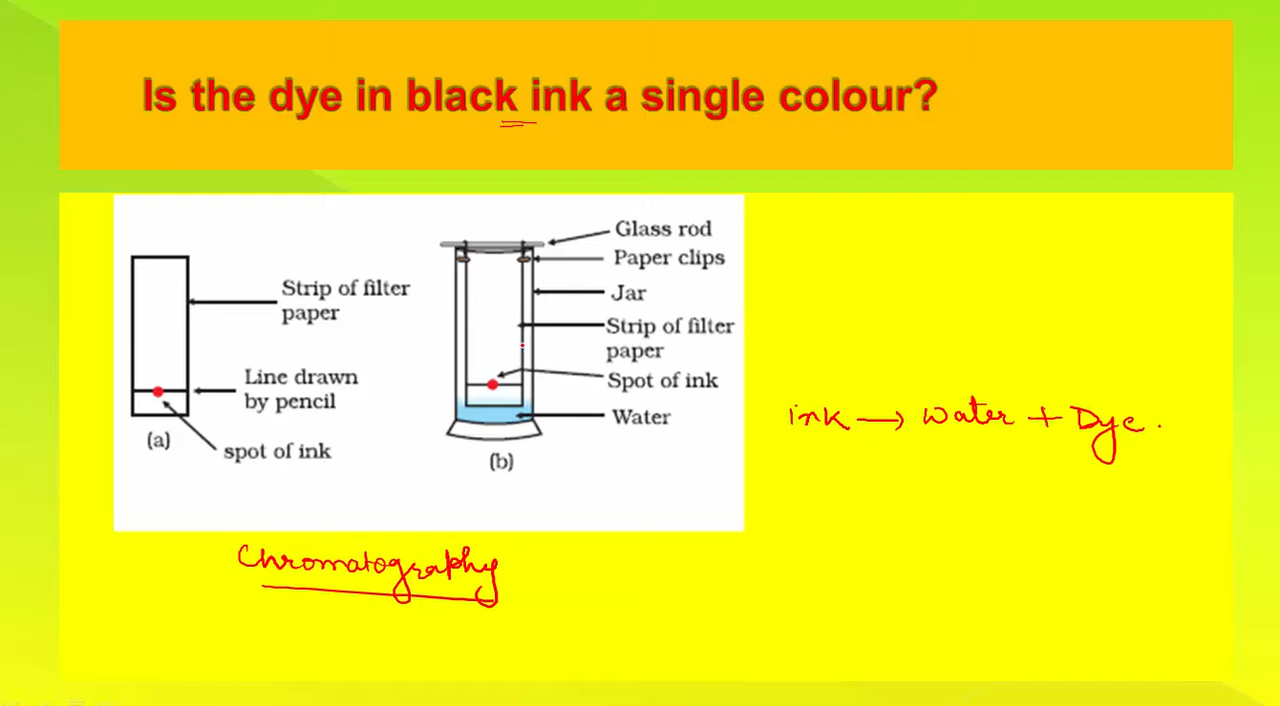 Is the dye in black ink a single colour?
Strip of filter
paper
Line drawn
by pencil
spot of ink
(a)
Glass rod
Paper clips
Jar
Strip of filter
paper
Spot of ink
Water
(b)
ink → water + Dye.
Chromatography